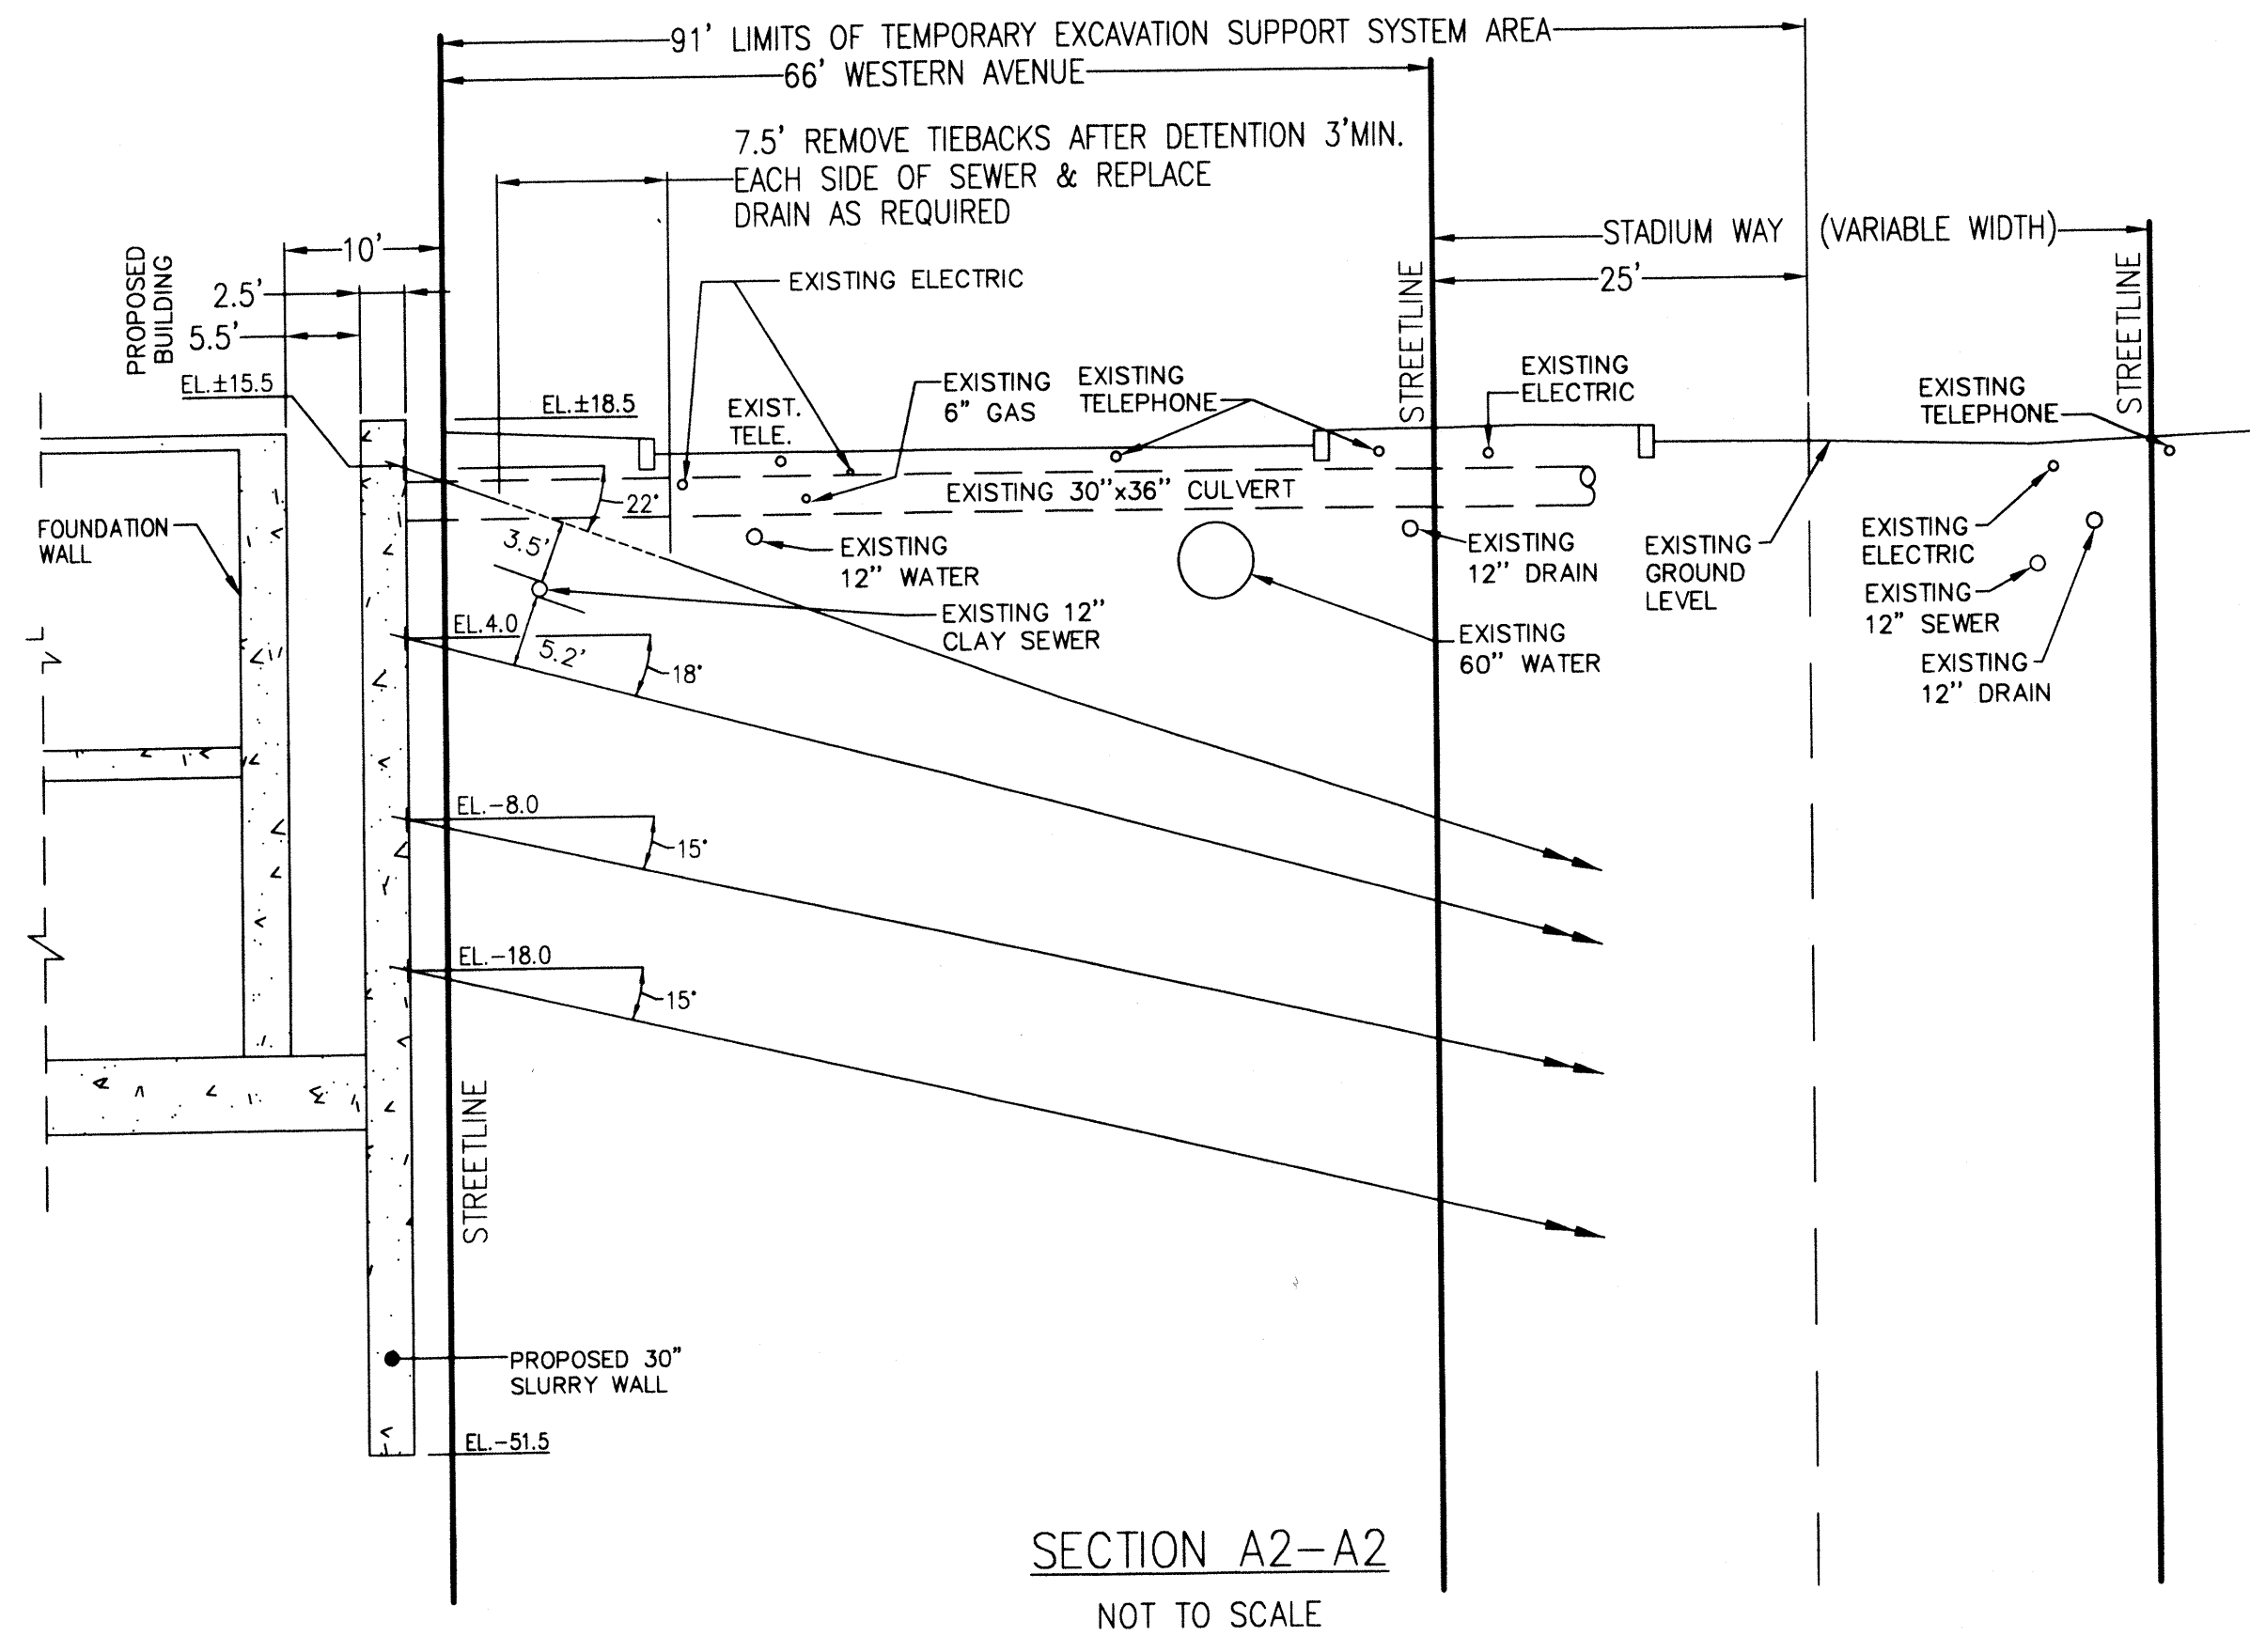 91' LIMITS OF TEMPORARY EXCAVATION SUPPORT SYSTEM AREA
66' WESTERN AVENUE
7.5' REMOVE TIEBACKS AFTER DETENTION 3'MIN.
EACH SIDE OF SEWER & REPLACE
DRAIN AS REQUIRED
STADIUM WAY (VARIABLE WIDTH)
10'
PROPOSED
BUILDING
2.5'
5.5'
EXISTING ELECTRIC
25'
STREETLINE
STREETLINE
EL.±15.5
EL.±18.5
EXIST.
TELE.
EXISTING
6" GAS
EXISTING
TELEPHONE
EXISTING
ELECTRIC
EXISTING
TELEPHONE
22°
EXISTING 30"x36" CULVERT
FOUNDATION
WALL
3.5'
EXISTING
12" WATER
EXISTING
12" DRAIN
EXISTING
GROUND
LEVEL
EXISTING
ELECTRIC
EXISTING
12" SEWER
EXISTING
12" DRAIN
EXISTING 12"
CLAY SEWER
EXISTING
60" WATER
EL.4.0
5.2'
18°
EL.-8.0
15°
EL.-18.0
15°
STREETLINE
PROPOSED 30"
SLURRY WALL
EL.-51.5
SECTION A2-A2
NOT TO SCALE